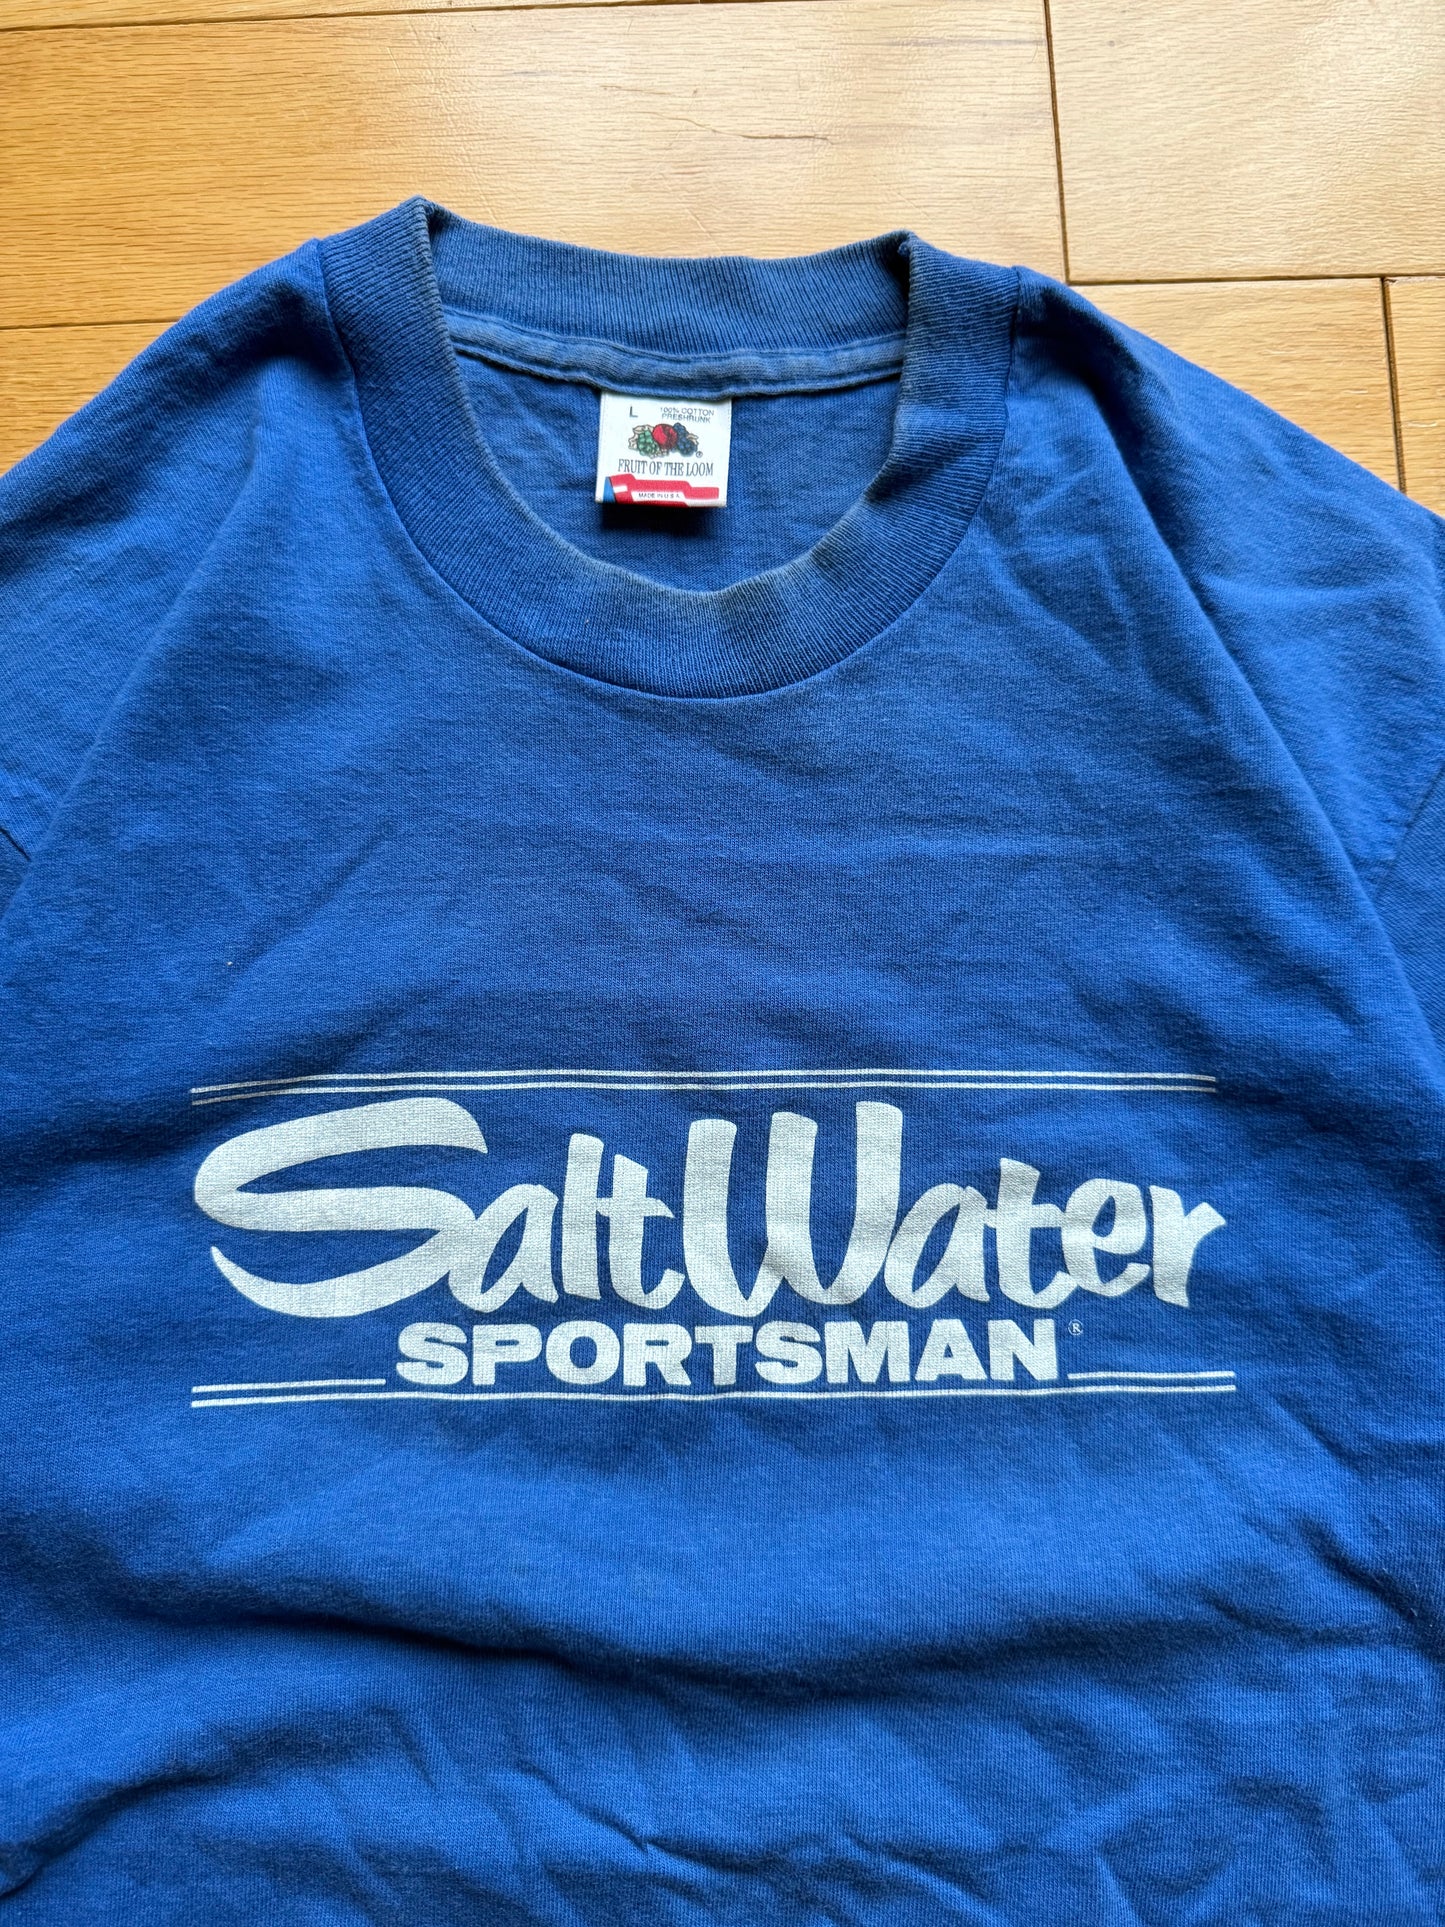 L 100% COTTON
PRESHRUNK
®
FRUIT OF THE LOOM
MADE IN U.S.A.
SaltWater
SPORTSMAN®